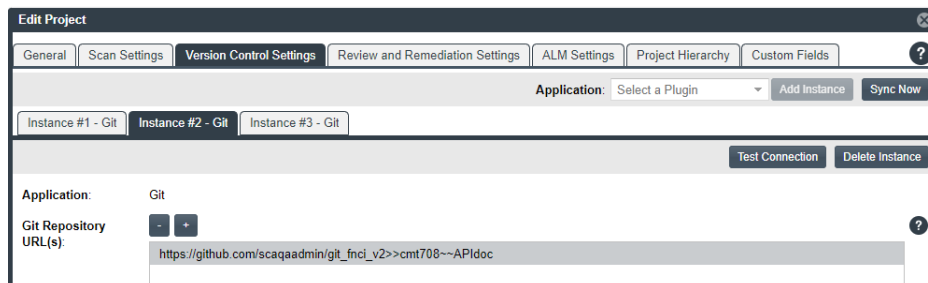 Edit Project
General Scan Settings Version Control Settings Review and Remediation Settings ALM Settings Project Hierarchy Custom Fields ?
Application: Select a Plugin Add Instance Sync Now
Instance #1 - Git Instance #2 - Git Instance #3 - Git
Test Connection Delete Instance
Application: Git
Git Repository URL(s): - + ?
https://github.com/scaqaadmin/git_fnci_v2>>cmt708~~APIdoc